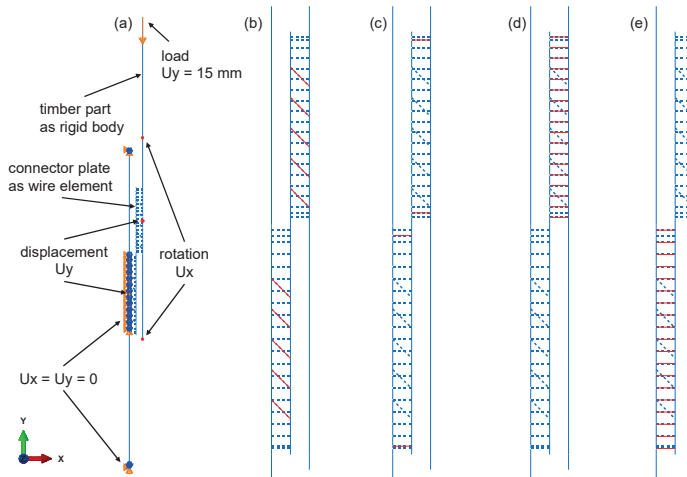 (a)
(b)
(c)
(d)
(e)
load
Uy = 15 mm
timber part
as rigid body
connector plate
as wire element
displacement
Uy
rotation
Ux
Ux = Uy = 0
Y
Z
X